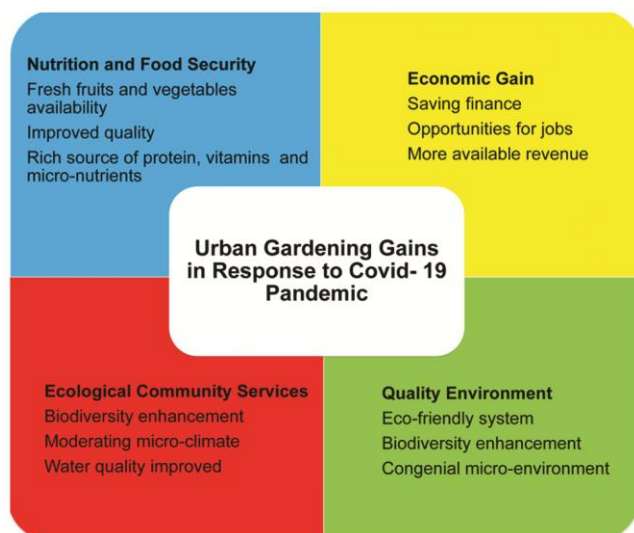 Nutrition and Food Security
Fresh fruits and vegetables
availability
Improved quality
Rich source of protein, vitamins and
micro-nutrients
Economic Gain
Saving finance
Opportunities for jobs
More available revenue
Urban Gardening Gains
in Response to Covid- 19
Pandemic
Ecological Community Services
Biodiversity enhancement
Moderating micro-climate
Water quality improved
Quality Environment
Eco-friendly system
Biodiversity enhancement
Congenial micro-environment